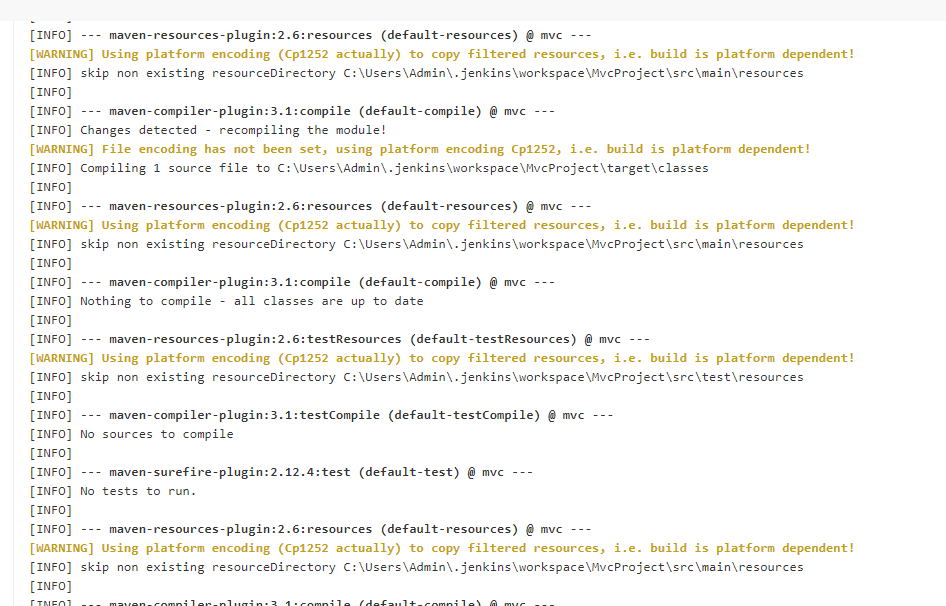 [INFO] --- maven-resources-plugin:2.6:resources (default-resources) @ mvc ---
[WARNING] Using platform encoding (Cp1252 actually) to copy filtered resources, i.e. build is platform dependent!
[INFO] skip non existing resourceDirectory C:\Users\Admin\.jenkins\workspace\MvcProject\src\main\resources
[INFO]
[INFO] --- maven-compiler-plugin:3.1:compile (default-compile) @ mvc ---
[INFO] Changes detected - recompiling the module!
[WARNING] File encoding has not been set, using platform encoding Cp1252, i.e. build is platform dependent!
[INFO] Compiling 1 source file to C:\Users\Admin\.jenkins\workspace\MvcProject\target\classes
[INFO]
[INFO] --- maven-resources-plugin:2.6:resources (default-resources) @ mvc ---
[WARNING] Using platform encoding (Cp1252 actually) to copy filtered resources, i.e. build is platform dependent!
[INFO] skip non existing resourceDirectory C:\Users\Admin\.jenkins\workspace\MvcProject\src\main\resources
[INFO]
[INFO] --- maven-compiler-plugin:3.1:compile (default-compile) @ mvc ---
[INFO] Nothing to compile - all classes are up to date
[INFO]
[INFO] --- maven-resources-plugin:2.6:testResources (default-testResources) @ mvc ---
[WARNING] Using platform encoding (Cp1252 actually) to copy filtered resources, i.e. build is platform dependent!
[INFO] skip non existing resourceDirectory C:\Users\Admin\.jenkins\workspace\MvcProject\src\test\resources
[INFO]
[INFO] --- maven-compiler-plugin:3.1:testCompile (default-testCompile) @ mvc ---
[INFO] No sources to compile
[INFO]
[INFO] --- maven-surefire-plugin:2.12.4:test (default-test) @ mvc ---
[INFO] No tests to run.
[INFO]
[INFO] --- maven-resources-plugin:2.6:resources (default-resources) @ mvc ---
[WARNING] Using platform encoding (Cp1252 actually) to copy filtered resources, i.e. build is platform dependent!
[INFO] skip non existing resourceDirectory C:\Users\Admin\.jenkins\workspace\MvcProject\src\main\resources
[INFO]
[INFO] --- maven-compiler-plugin:3.1:compile (default-compile) @ mvc ---